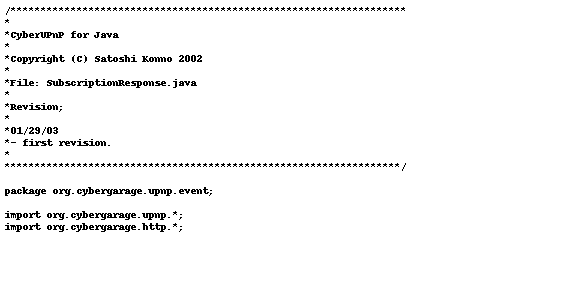 /******************************************************************
*
*CyberUPnP for Java
*
*Copyright (C) Satoshi Konno 2002
*
*File: SubscriptionResponse.java
*
*Revision;
*
*01/29/03
*- first revision.
*
******************************************************************/
package org.cybergarage.upnp.event;
import org.cybergarage.upnp.*;
import org.cybergarage.http.*;